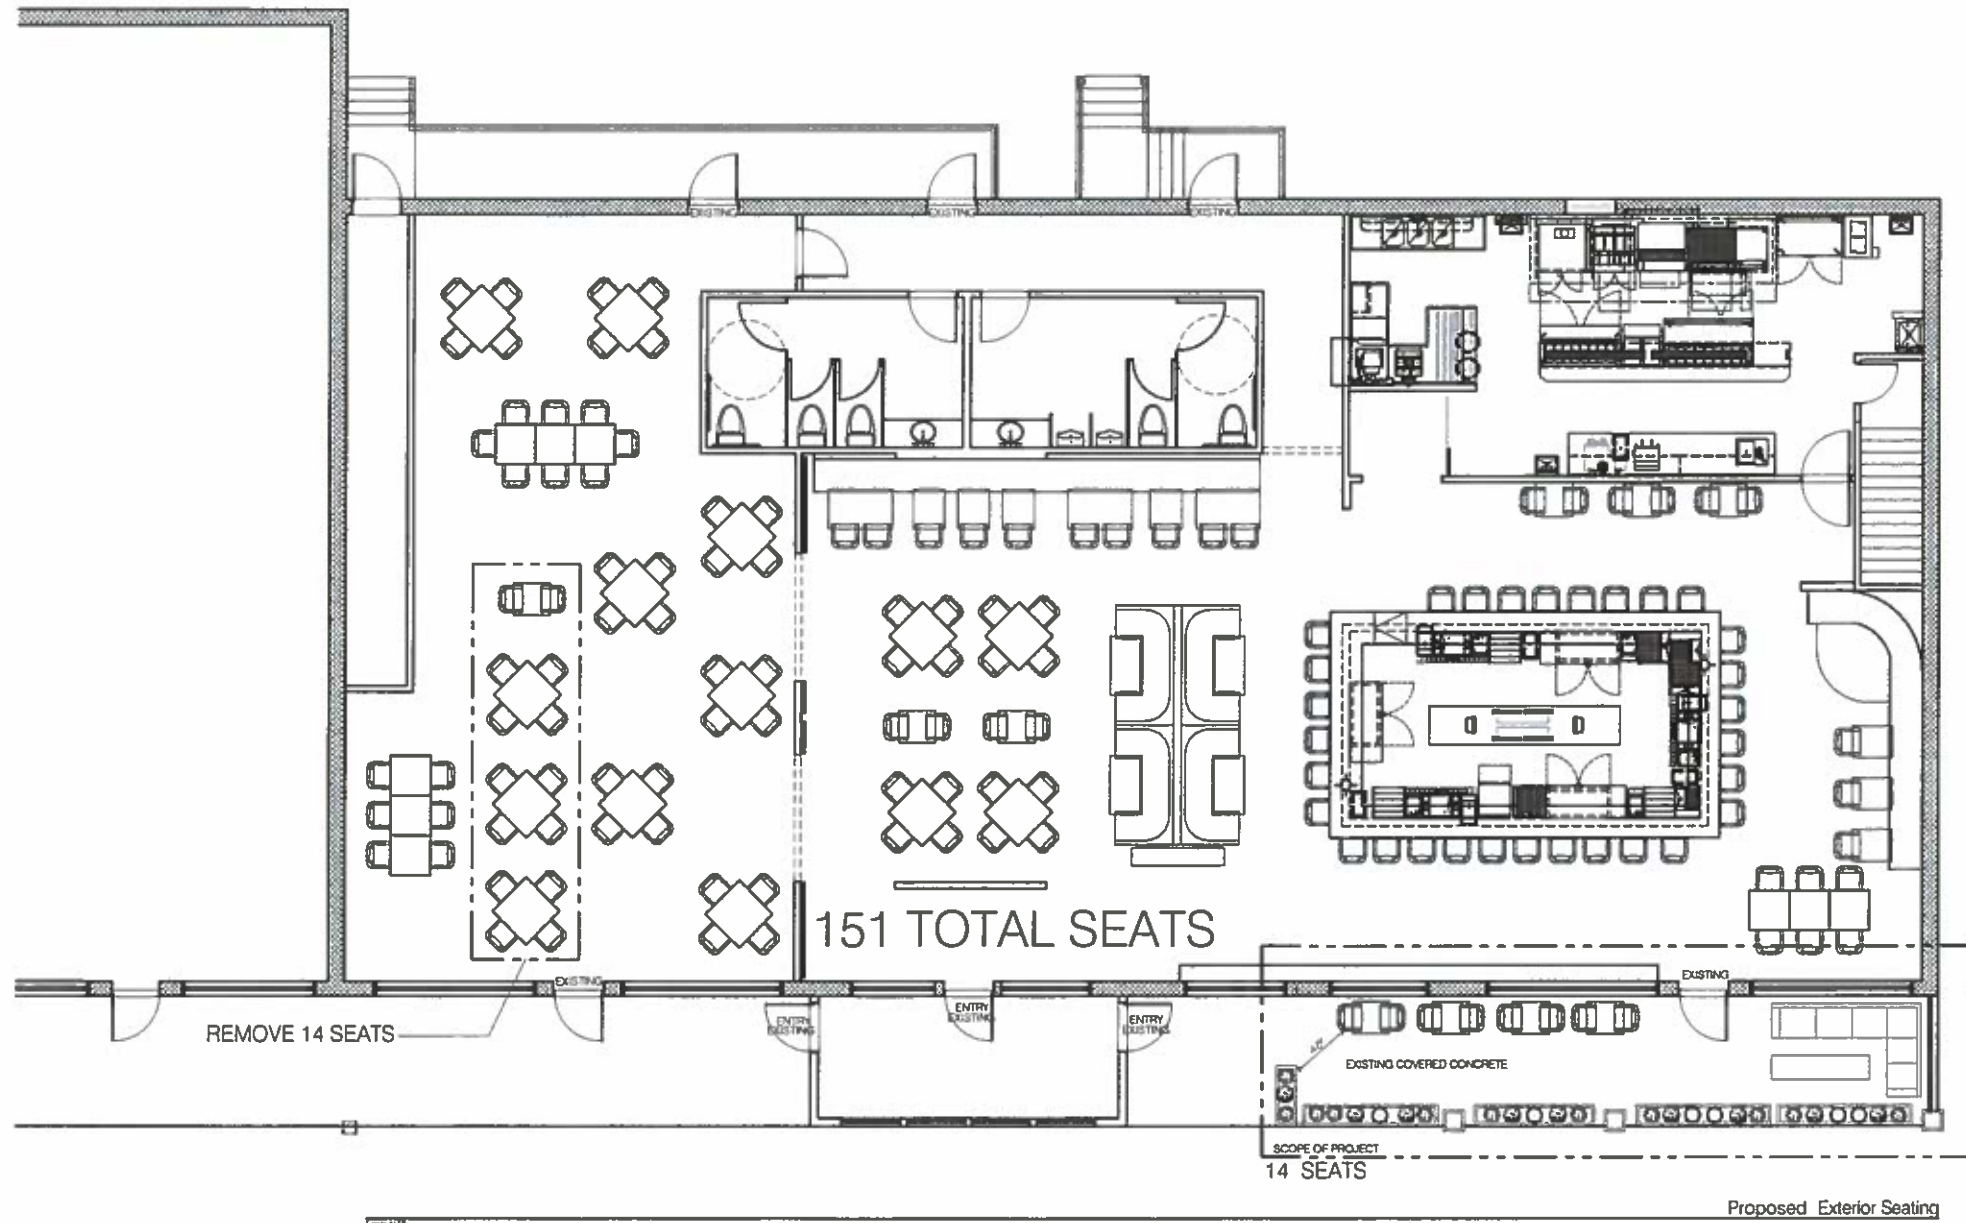 EXISTING
EXISTING
EXISTING
151 TOTAL SEATS
EXISTING
EXISTING
REMOVE 14 SEATS
ENTRY
EXISTING
ENTRY
EXISTING
ENTRY
EXISTING
EXISTING COVERED CONCRETE
SCOPE OF PROJECT
14 SEATS
Proposed Exterior Seating